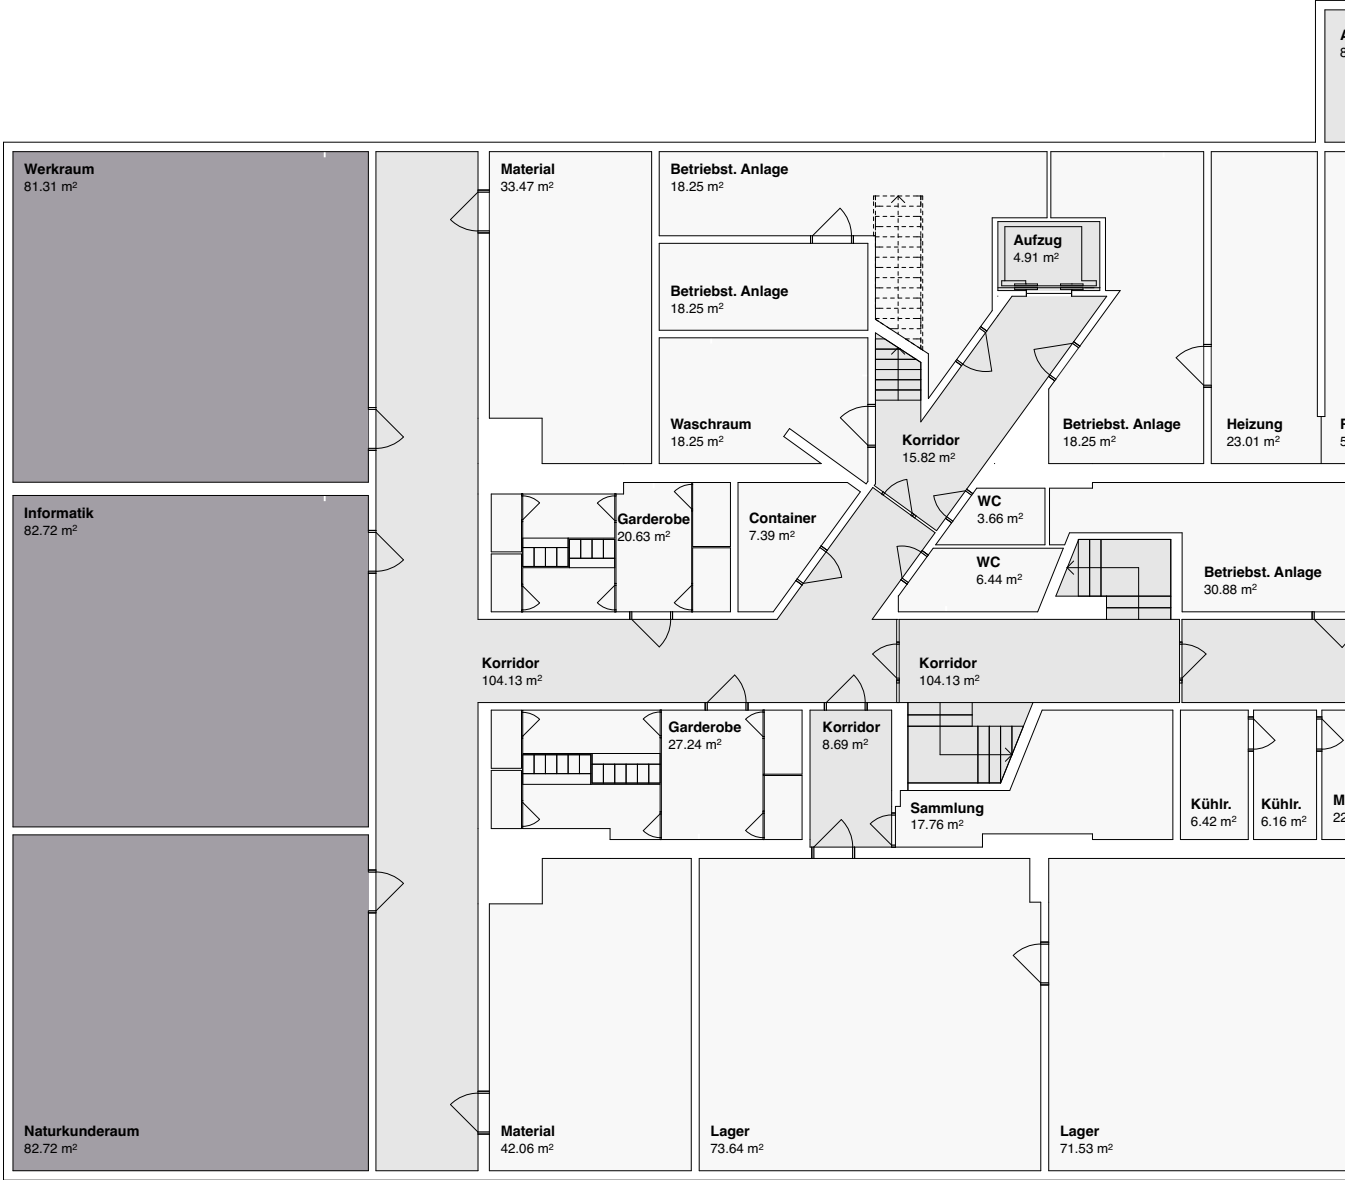 Werkraum
81.31 m²
Material
33.47 m²
Betriebst. Anlage
18.25 m²
Aufzug
4.91 m²
Betriebst. Anlage
18.25 m²
Waschraum
18.25 m²
Korridor
15.82 m²
Betriebst. Anlage
18.25 m²
Heizung
23.01 m²
Informatik
82.72 m²
Garderobe
20.63 m²
Container
7.39 m²
WC
3.66 m²
WC
6.44 m²
Betriebst. Anlage
30.88 m²
Korridor
104.13 m²
Korridor
104.13 m²
Garderobe
27.24 m²
Korridor
8.69 m²
Sammlung
17.76 m²
Kühlr.
6.42 m²
Kühlr.
6.16 m²
Naturkunderaum
82.72 m²
Material
42.06 m²
Lager
73.64 m²
Lager
71.53 m²